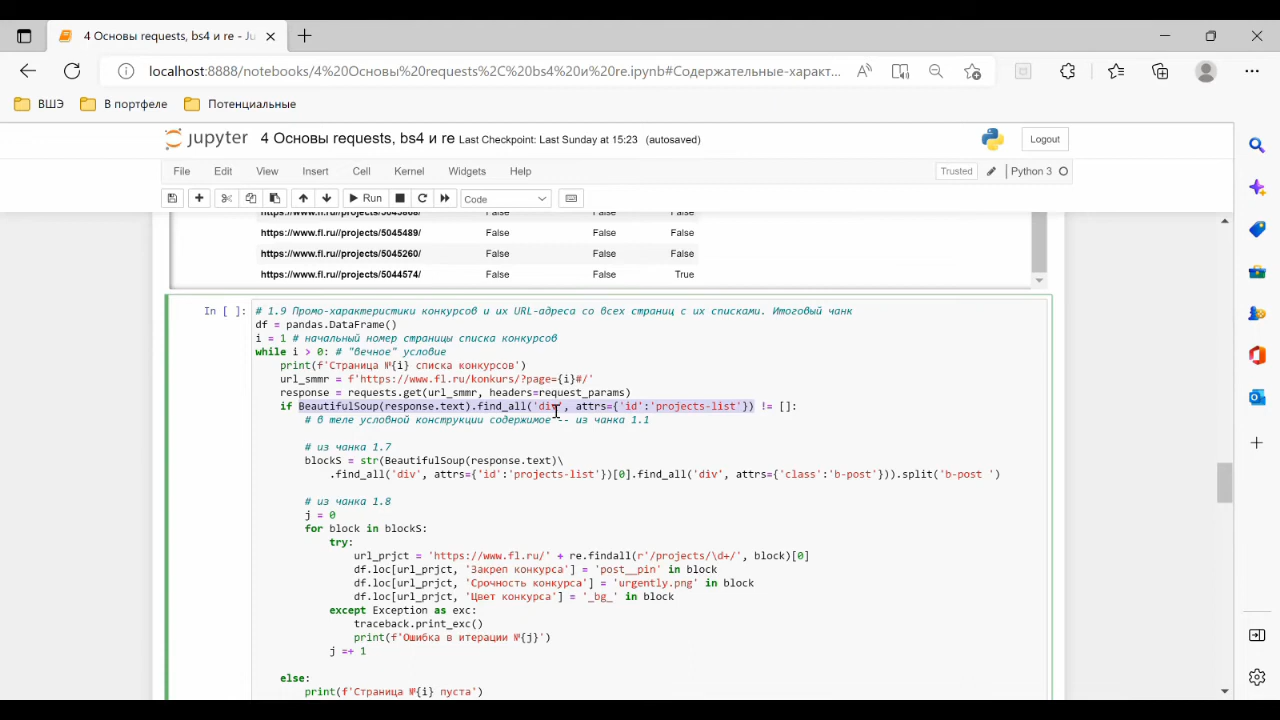 4 Основы requests, bs4 и re - Ju
localhost:8888/notebooks/4%20Основы%20requests%2C%20bs4%20и%20re.ipynb#Содержательные-характ...
ВШЭ В портфеле Потенциальные
jupyter 4 Основы requests, bs4 и re Last Checkpoint: Last Sunday at 15:23 (autosaved) Logout
File Edit View Insert Cell Kernel Widgets Help Trusted Python 3
Run Code
https://www.fl.ru//projects/5045868/ False False False
https://www.fl.ru//projects/5045489/ False False False
https://www.fl.ru//projects/5045260/ False False False
https://www.fl.ru//projects/5044574/ False False True
In [ ]: # 1.9 Промо-характеристики конкурсов и их URL-адреса со всех страниц с их списками. Итоговый чанк
df = pandas.DataFrame()
i = 1 # начальный номер страницы списка конкурсов
while i > 0: # "вечное" условие
print(f'Страница №{i} списка конкурсов')
url_smmr = f'https://www.fl.ru/konkurs/?page={i}#/'
response = requests.get(url_smmr, headers=request_params)
if BeautifulSoup(response.text).find_all('div', attrs={'id':'projects-list'}) != []:
# в теле условной конструкции содержимое -- из чанка 1.1
# из чанка 1.7
blockS = str(BeautifulSoup(response.text)\
.find_all('div', attrs={'id':'projects-list'})[0].find_all('div', attrs={'class':'b-post'})).split('b-post ')
# из чанка 1.8
j = 0
for block in blockS:
try:
url_prjct = 'https://www.fl.ru/' + re.findall(r'/projects/\d+/', block)[0]
df.loc[url_prjct, 'Закреп конкурса'] = 'post__pin' in block
df.loc[url_prjct, 'Срочность конкурса'] = 'urgently.png' in block
df.loc[url_prjct, 'Цвет конкурса'] = '_bg_' in block
except Exception as exc:
traceback.print_exc()
print(f'Ошибка в итерации №{j}')
j =+ 1
else:
print(f'Страница №{i} пуста')